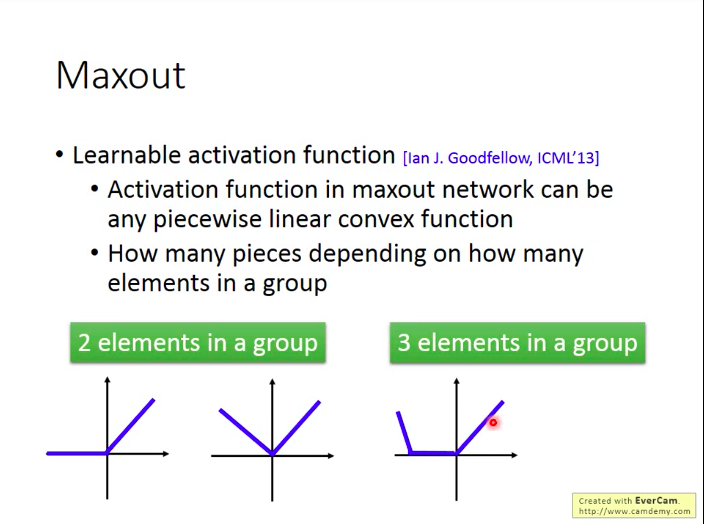 Maxout
• Learnable activation function [Ian J. Goodfellow, ICML'13]
• Activation function in maxout network can be
any piecewise linear convex function
• How many pieces depending on how many
elements in a group
2 elements in a group
3 elements in a group
Created with EverCam.
http://www.camdemy.com